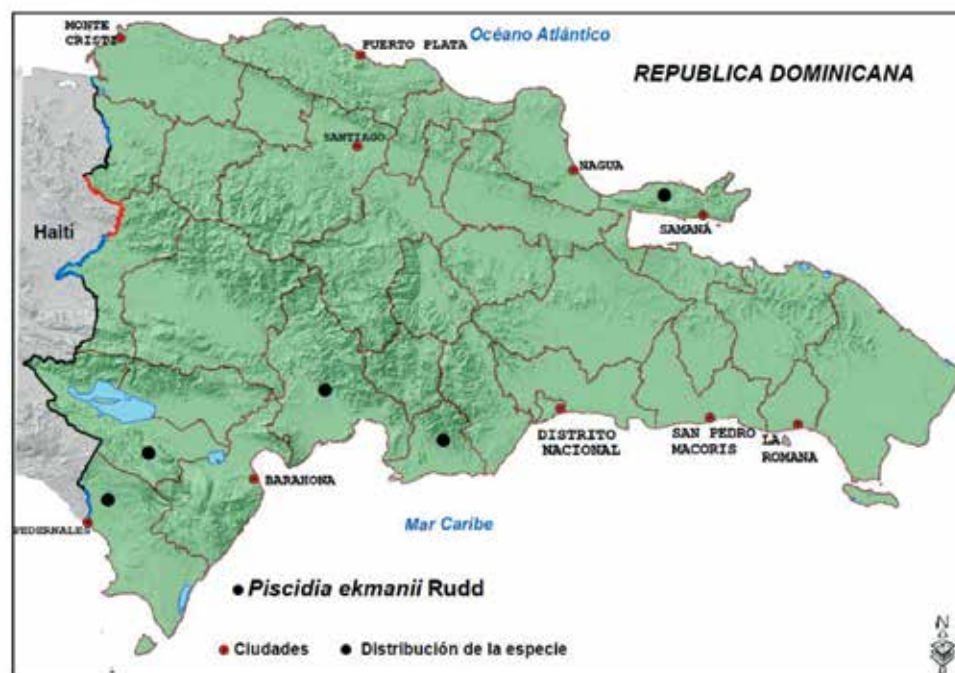 MONTE
CRISTI
PUERTO PLATA
Océano Atlántico
REPUBLICA DOMINICANA
SANTIAGO
NAGUA
SAMANÁ
Haití
DISTRITO
NACIONAL
SAN PEDRO
MACORIS
LA
ROMANA
BARAHONA
PEDERNALES
Mar Caribe
Piscidia ekmanii Rudd
Ciudades
Distribución de la especie
N